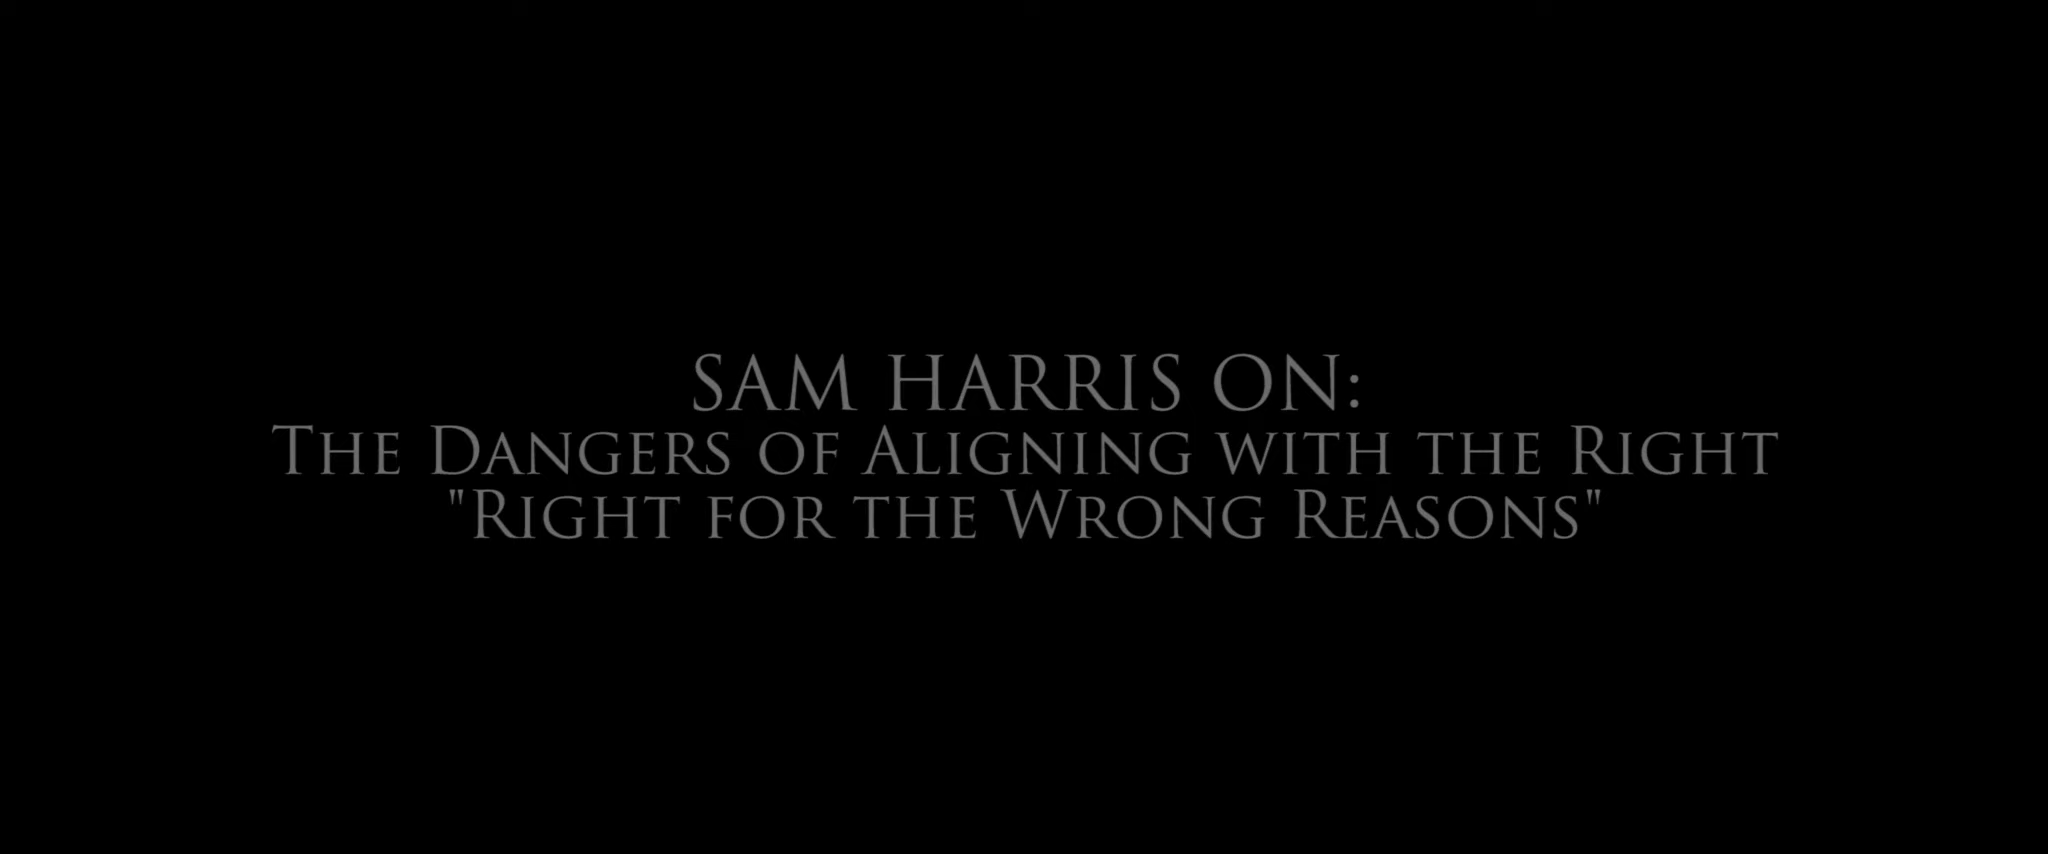 SAM HARRIS ON:
The Dangers of Aligning with the Right
"Right for the Wrong Reasons"